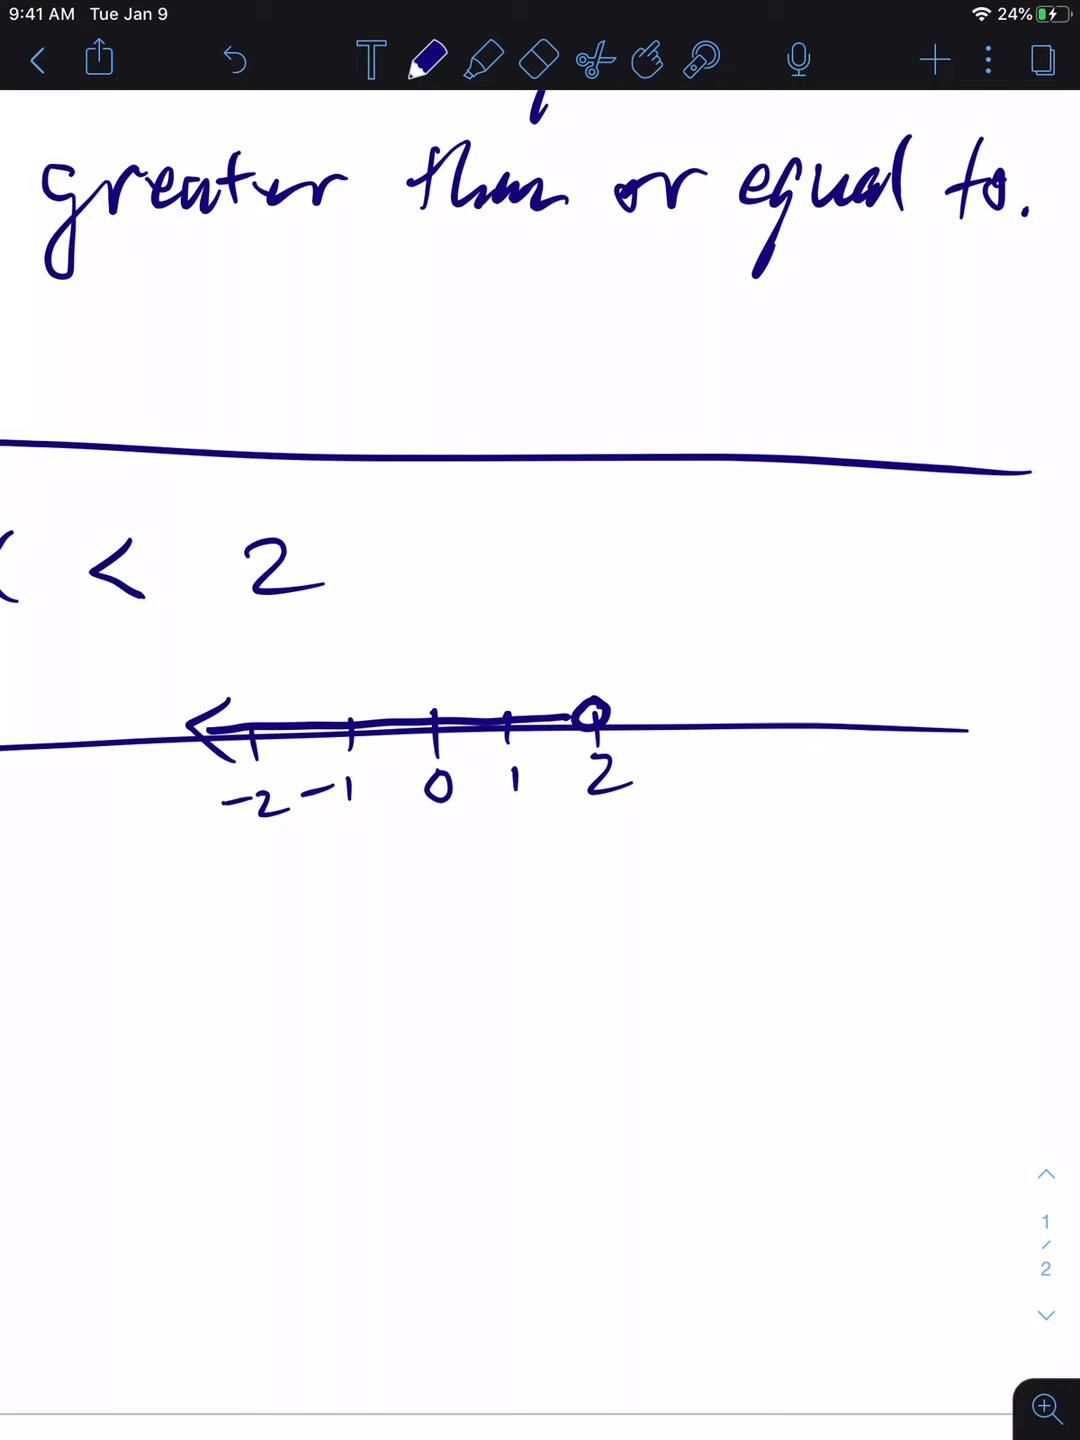 9:41 AM Tue Jan 9
24%
T
greater than or equal to.
< 2
-2 -1 0 1 2
1
/
2